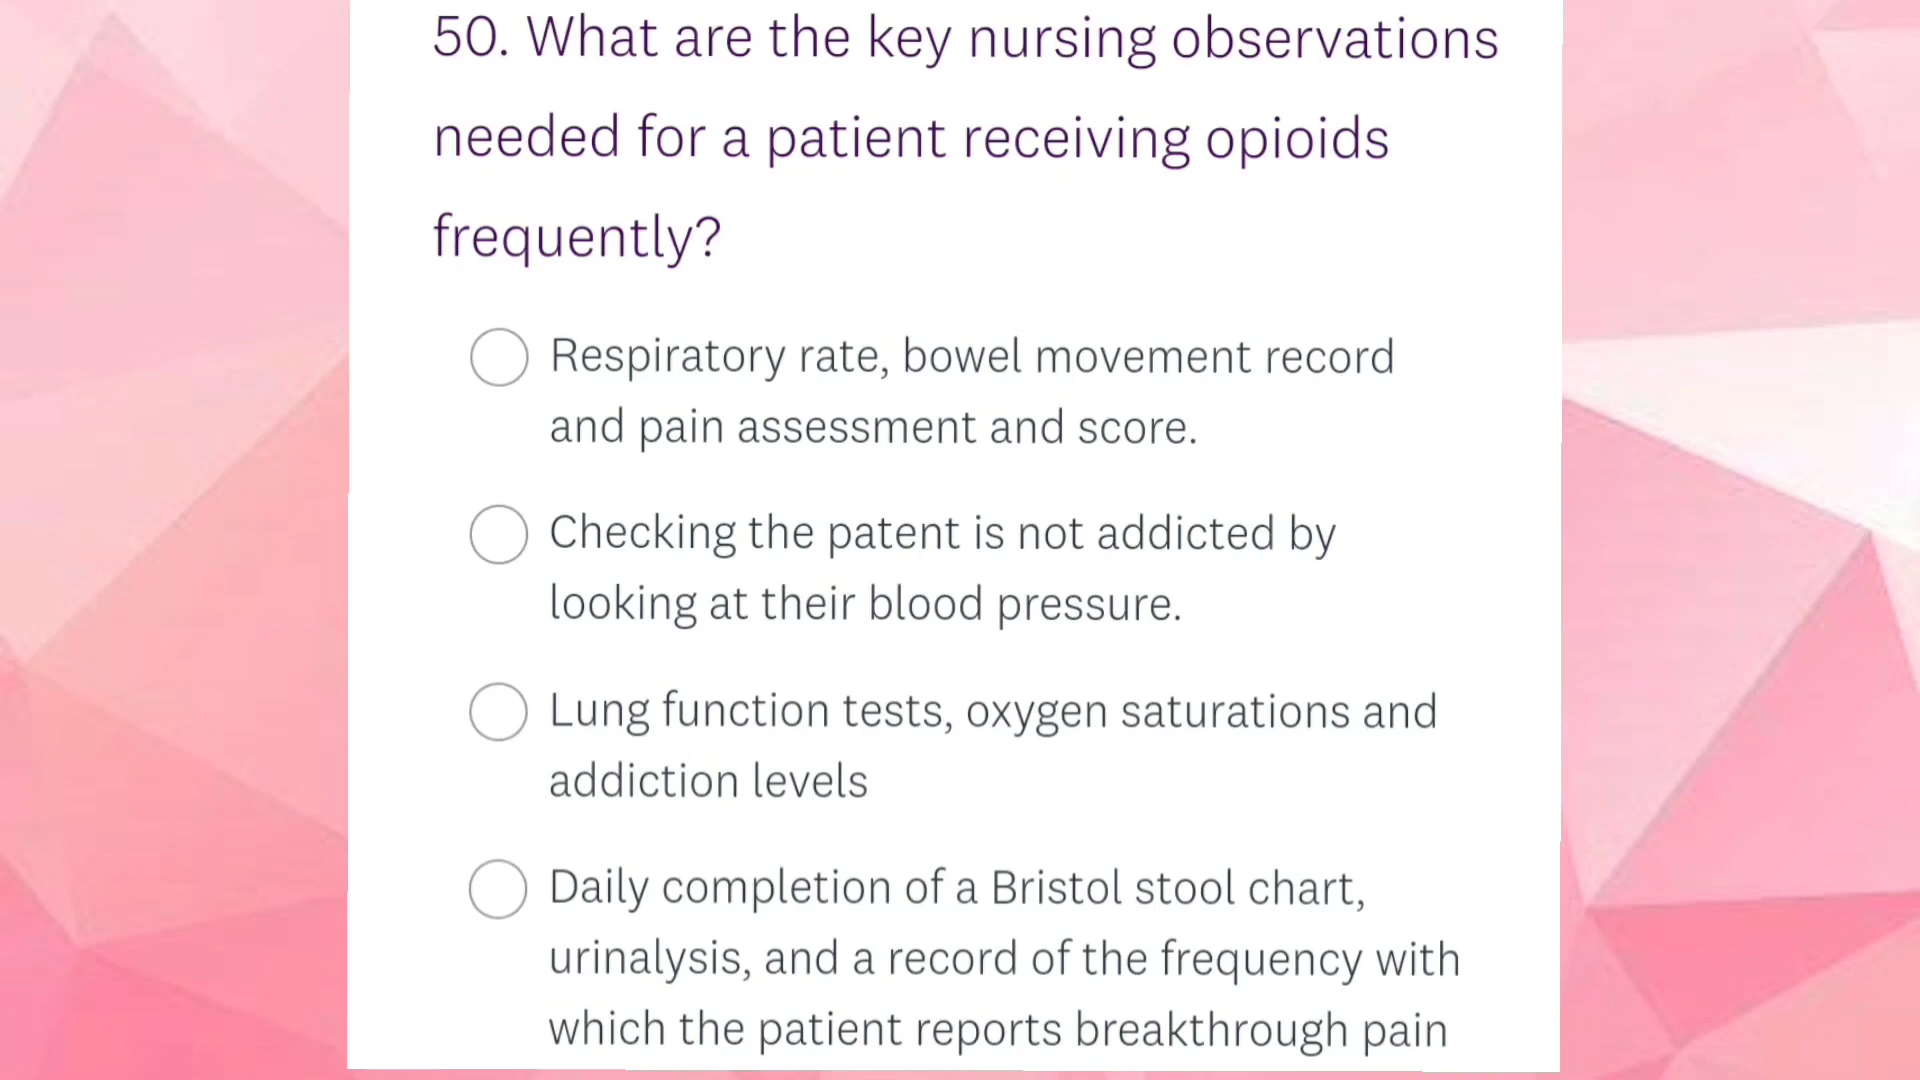 50. What are the key nursing observations
needed for a patient receiving opioids
frequently?
Respiratory rate, bowel movement record
and pain assessment and score.
Checking the patent is not addicted by
looking at their blood pressure.
Lung function tests, oxygen saturations and
addiction levels
Daily completion of a Bristol stool chart,
urinalysis, and a record of the frequency with
which the patient reports breakthrough pain